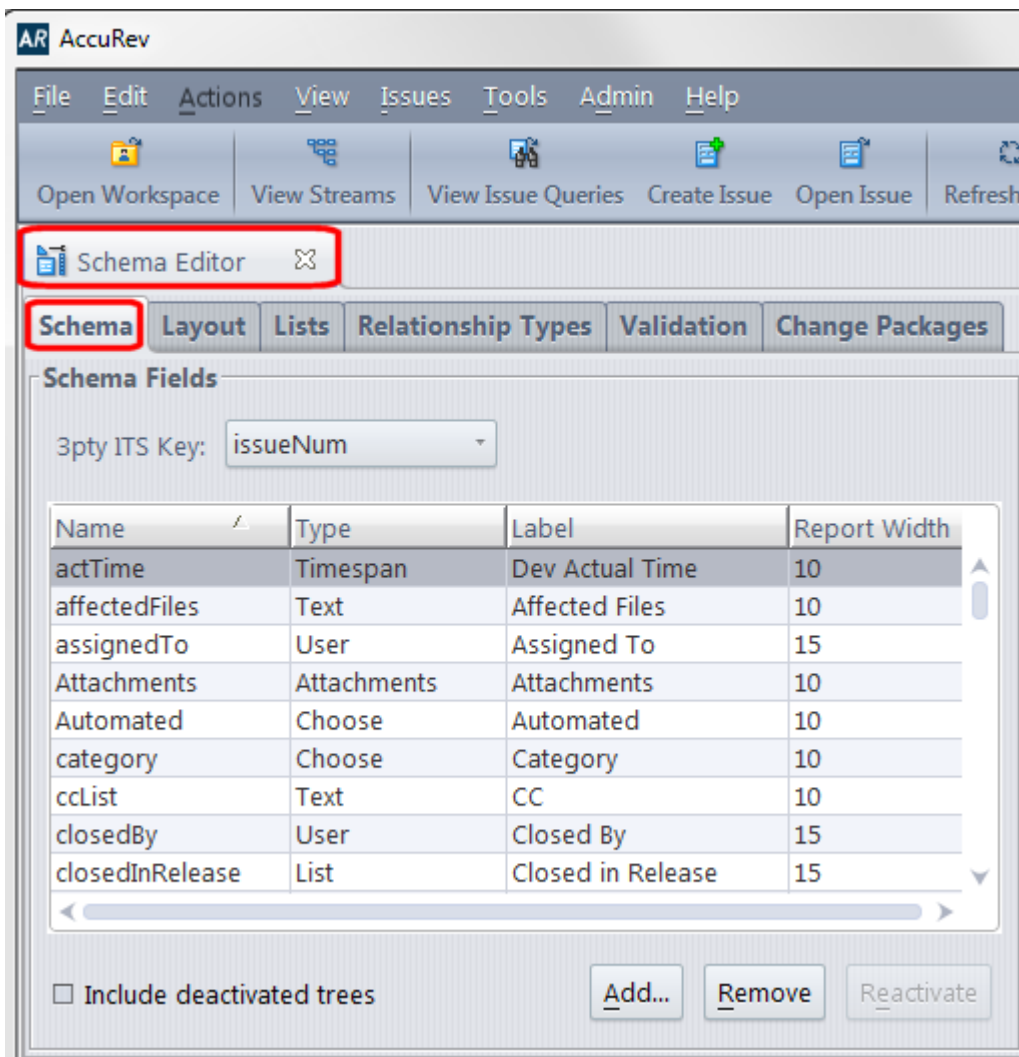 AR AccuRev
File Edit Actions View Issues Tools Admin Help
Open Workspace View Streams View Issue Queries Create Issue Open Issue Refresh
Schema Editor
Schema Layout Lists Relationship Types Validation Change Packages
Schema Fields
3pty ITS Key: issueNum
Name Type Label Report Width
actTime Timespan Dev Actual Time 10
affectedFiles Text Affected Files 10
assignedTo User Assigned To 15
Attachments Attachments Attachments 10
Automated Choose Automated 10
category Choose Category 10
ccList Text CC 10
closedBy User Closed By 15
closedInRelease List Closed in Release 15
Include deactivated trees Add... Remove Reactivate